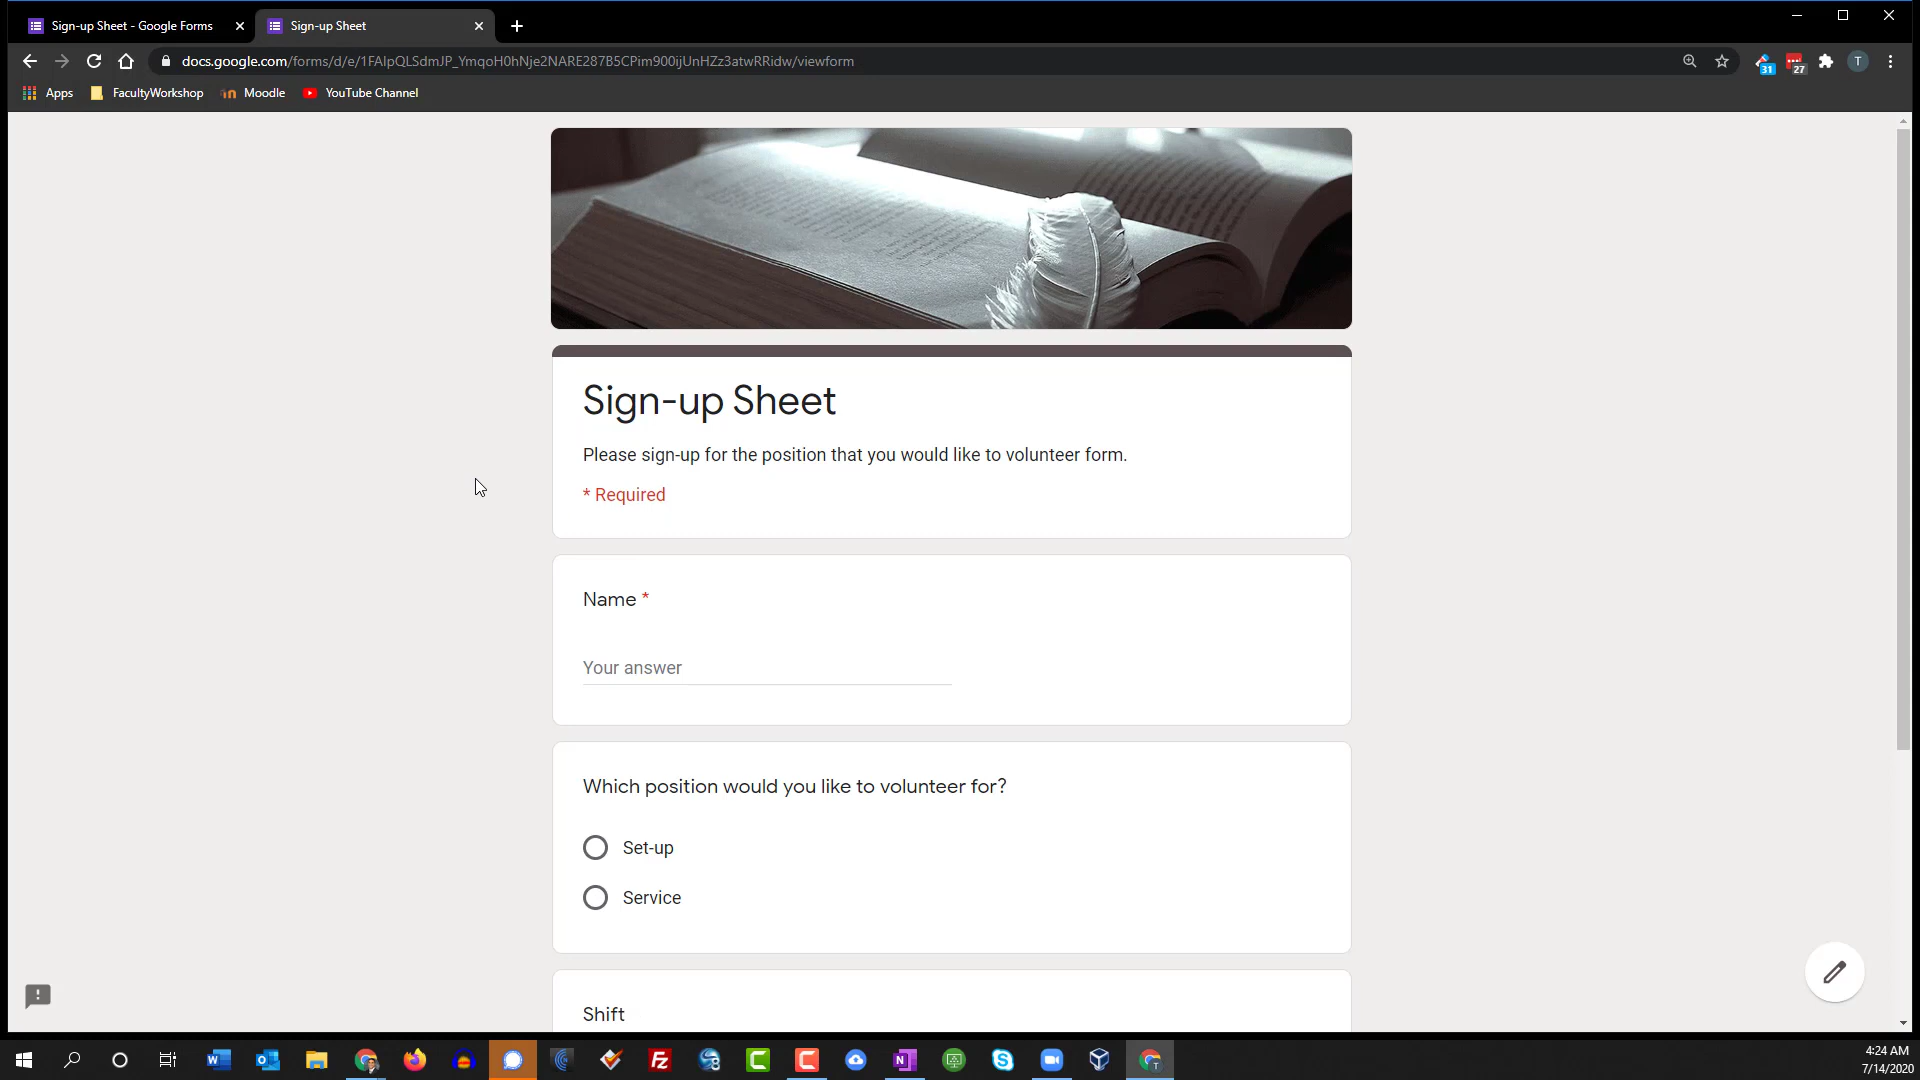 Sign-up Sheet - Google Forms
Sign-up Sheet
docs.google.com/forms/d/e/1FAIpQLSdmJP_YmqoH0hNje2NARE287B5CPim900ijUnHZz3atwRRidw/viewform
31
27
T
Apps
FacultyWorkshop
Moodle
YouTube Channel
Sign-up Sheet
Please sign-up for the position that you would like to volunteer form.
* Required
Name *
Your answer
Which position would you like to volunteer for?
Set-up
Service
Shift
4:24 AM
7/14/2020